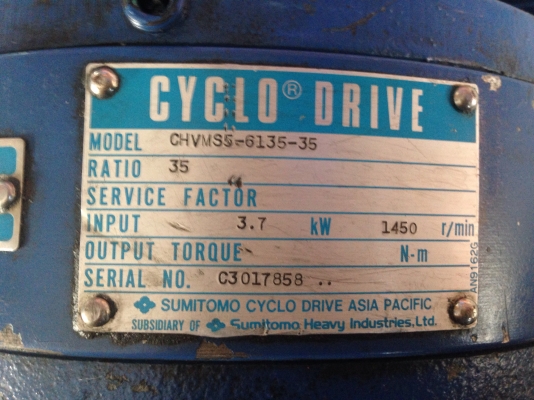 CYCLO® DRIVE
MODEL CHVMS5-6135-35
RATIO 35
SERVICE FACTOR
INPUT 3.7 kW 1450 r/min
OUTPUT TORQUE N-m
SERIAL NO. C3017858 ..
SUMITOMO CYCLO DRIVE ASIA PACIFIC
SUBSIDIARY OF Sumitomo Heavy Industries, Ltd.
AN9162G